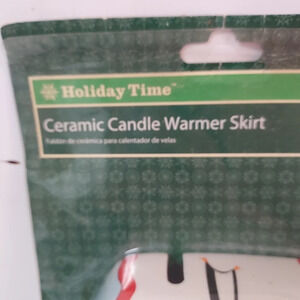 Holiday Time™
Ceramic Candle Warmer Skirt
Faldón de cerámica para calentador de velas